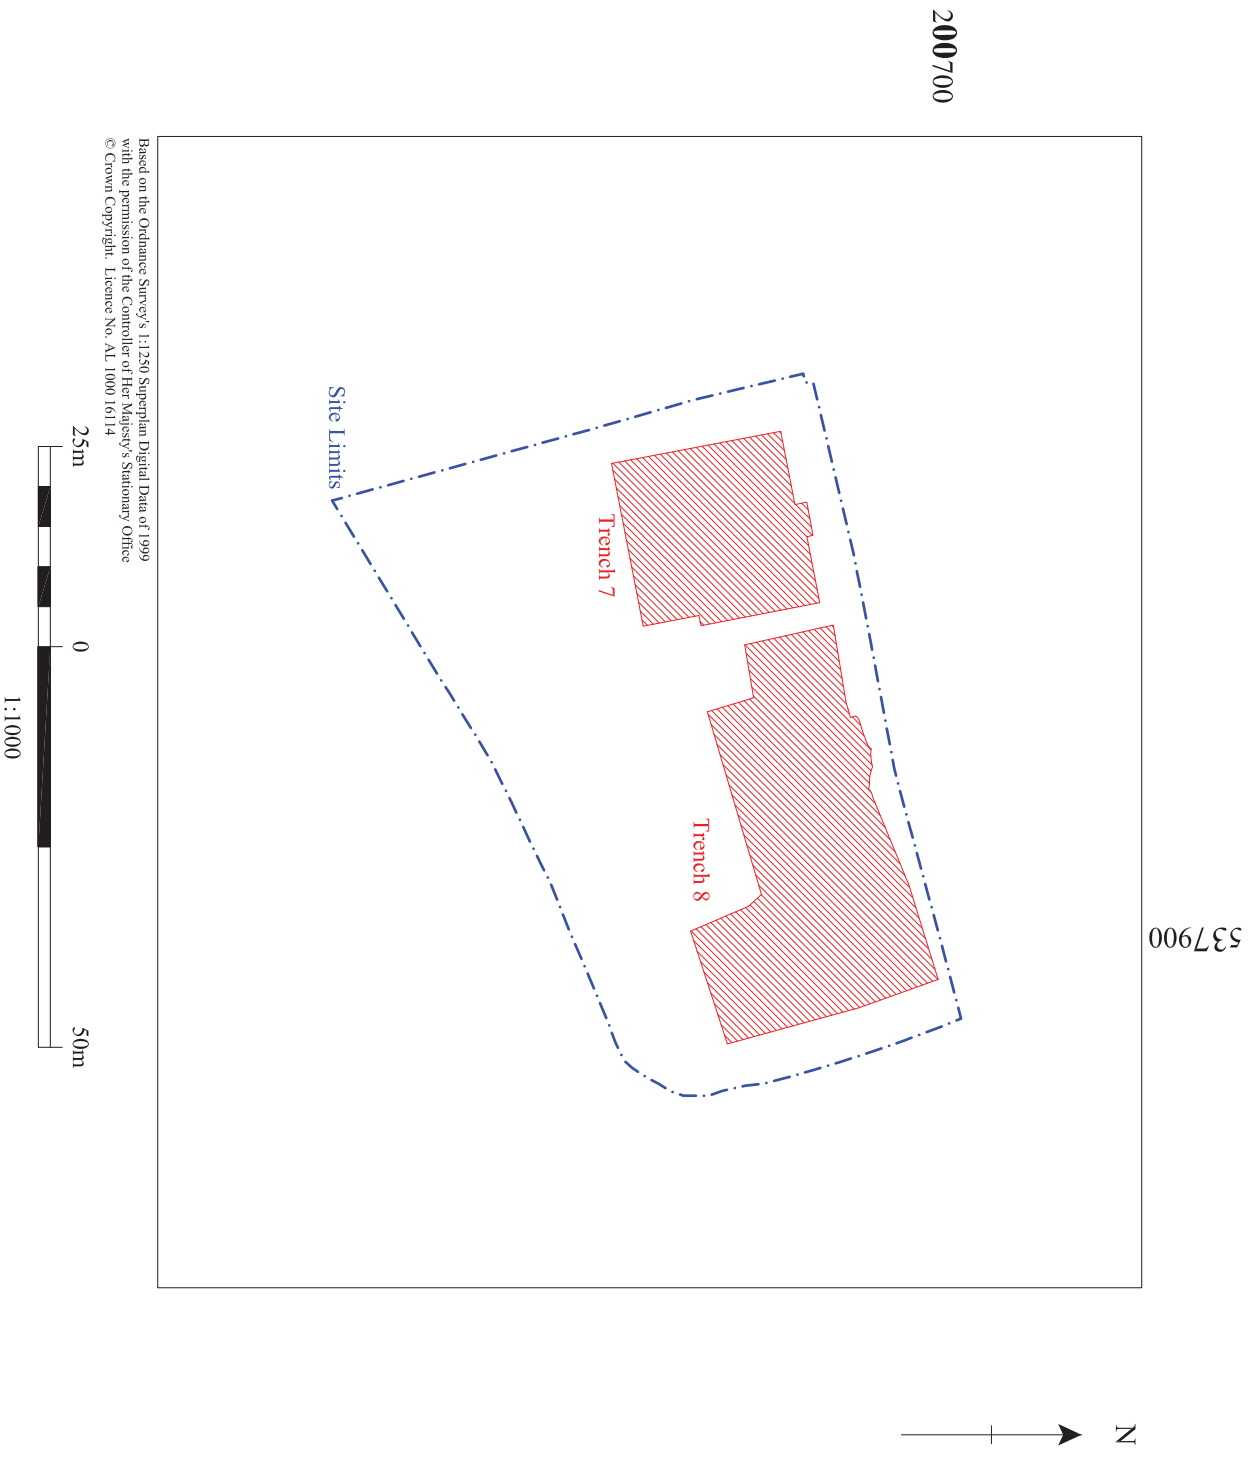 200700
537900
Site Limits
Trench 7
Trench 8
N
Based on the Ordnance Survey's 1:1250 Superplan Digital Data of 1999
with the permission of the Controller of Her Majesty's Stationary Office
© Crown Copyright. Licence No. AL 1000 16114
25m 0 50m
1:1000